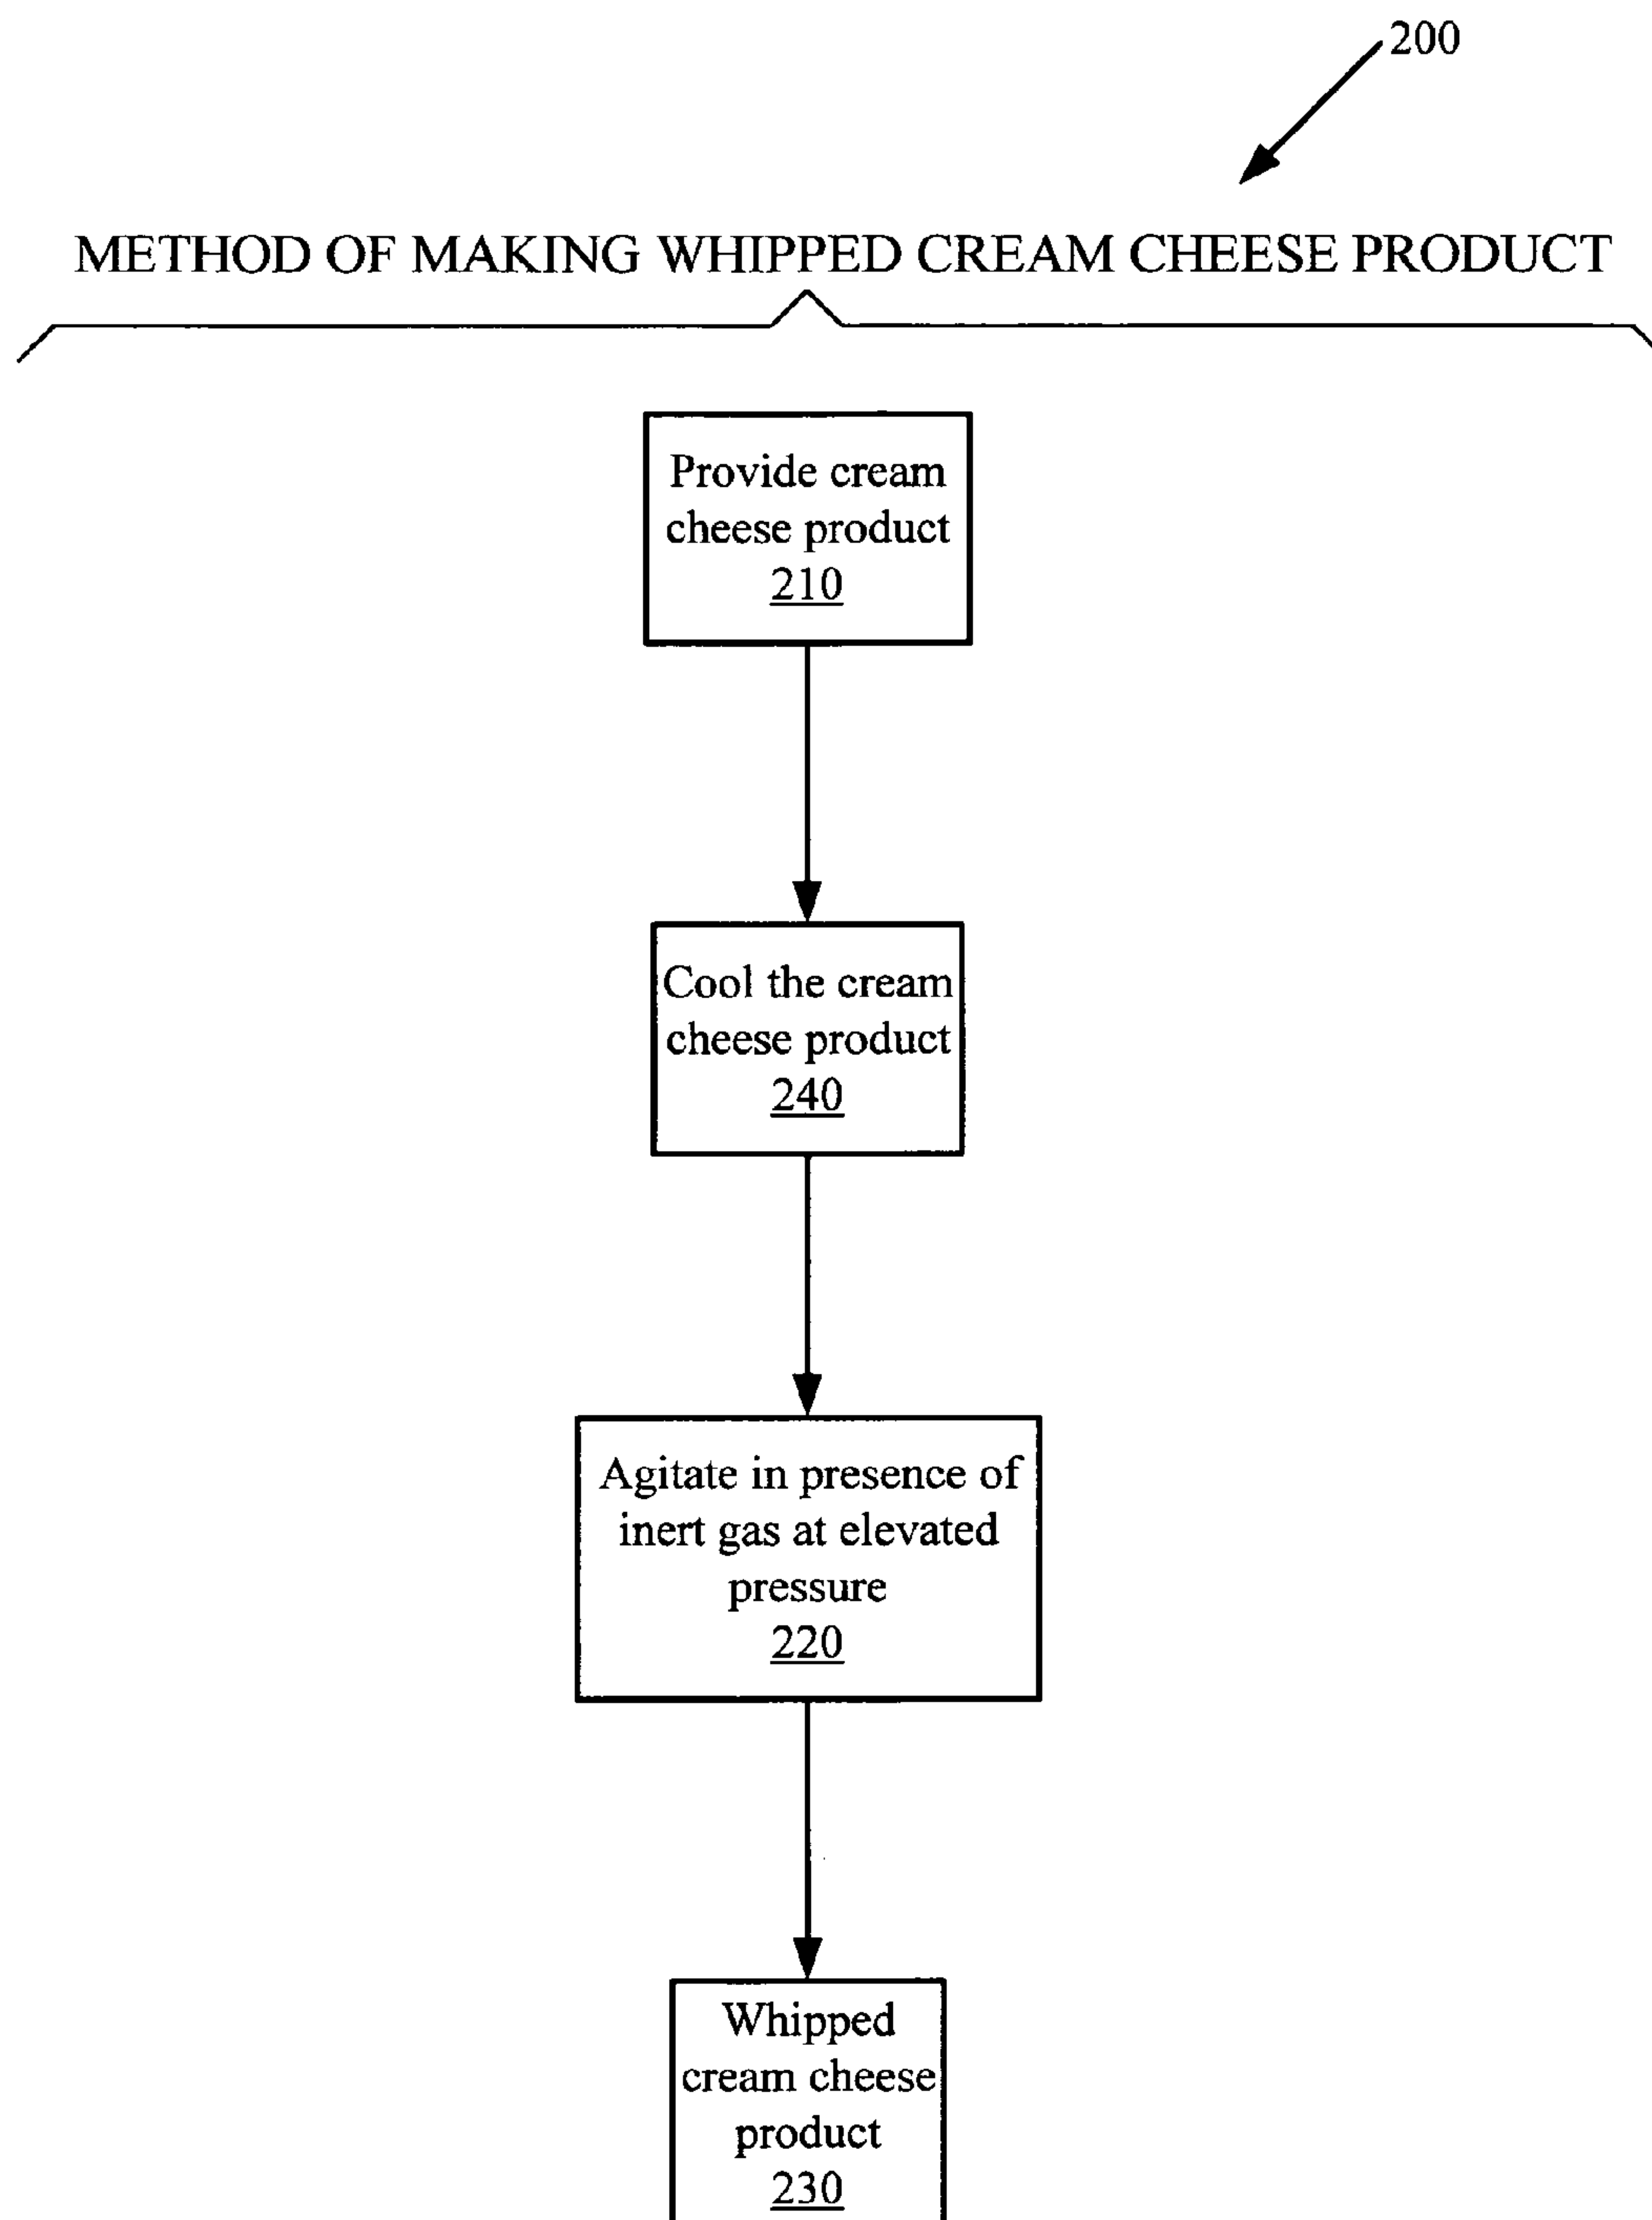 200
METHOD OF MAKING WHIPPED CREAM CHEESE PRODUCT
Provide cream
cheese product
210
Cool the cream
cheese product
240
Agitate in presence of
inert gas at elevated
pressure
220
Whipped
cream cheese
product
230